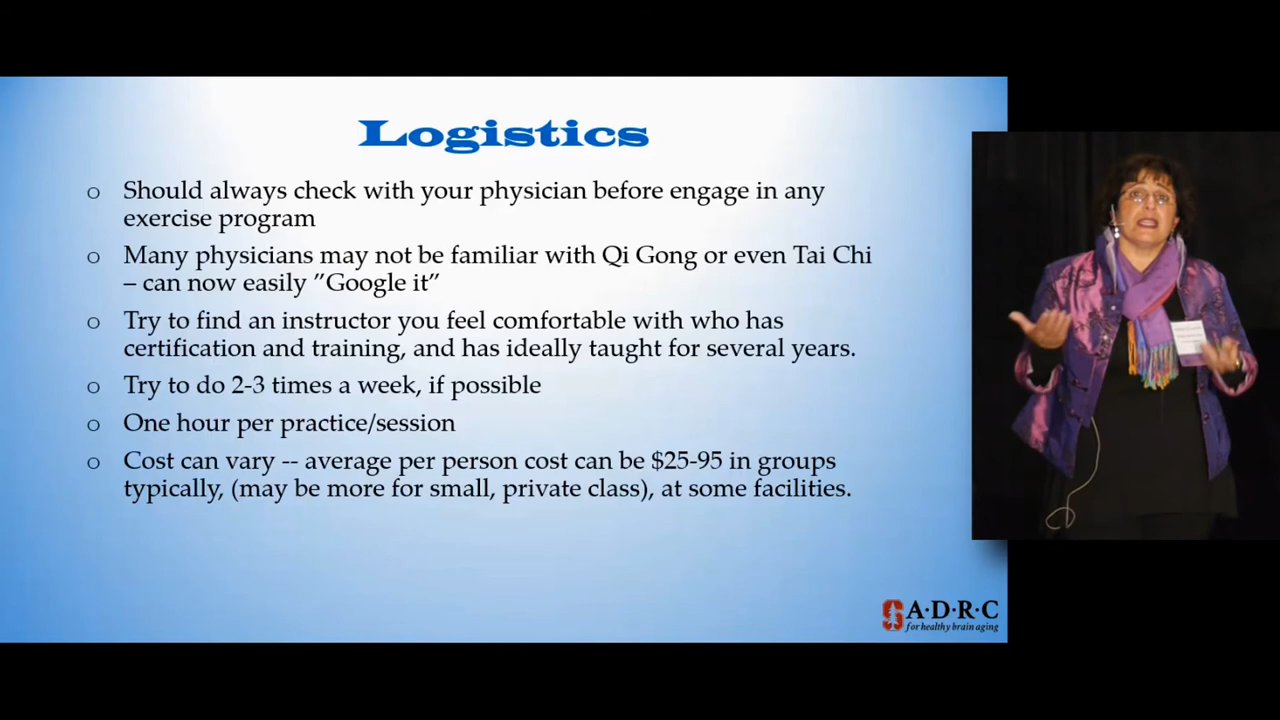 Logistics
o Should always check with your physician before engage in any
exercise program
o Many physicians may not be familiar with Qi Gong or even Tai Chi
– can now easily ”Google it”
o Try to find an instructor you feel comfortable with who has
certification and training, and has ideally taught for several years.
o Try to do 2-3 times a week, if possible
o One hour per practice/session
o Cost can vary -- average per person cost can be $25-95 in groups
typically, (may be more for small, private class), at some facilities.
A·D·R·C
for healthy brain aging